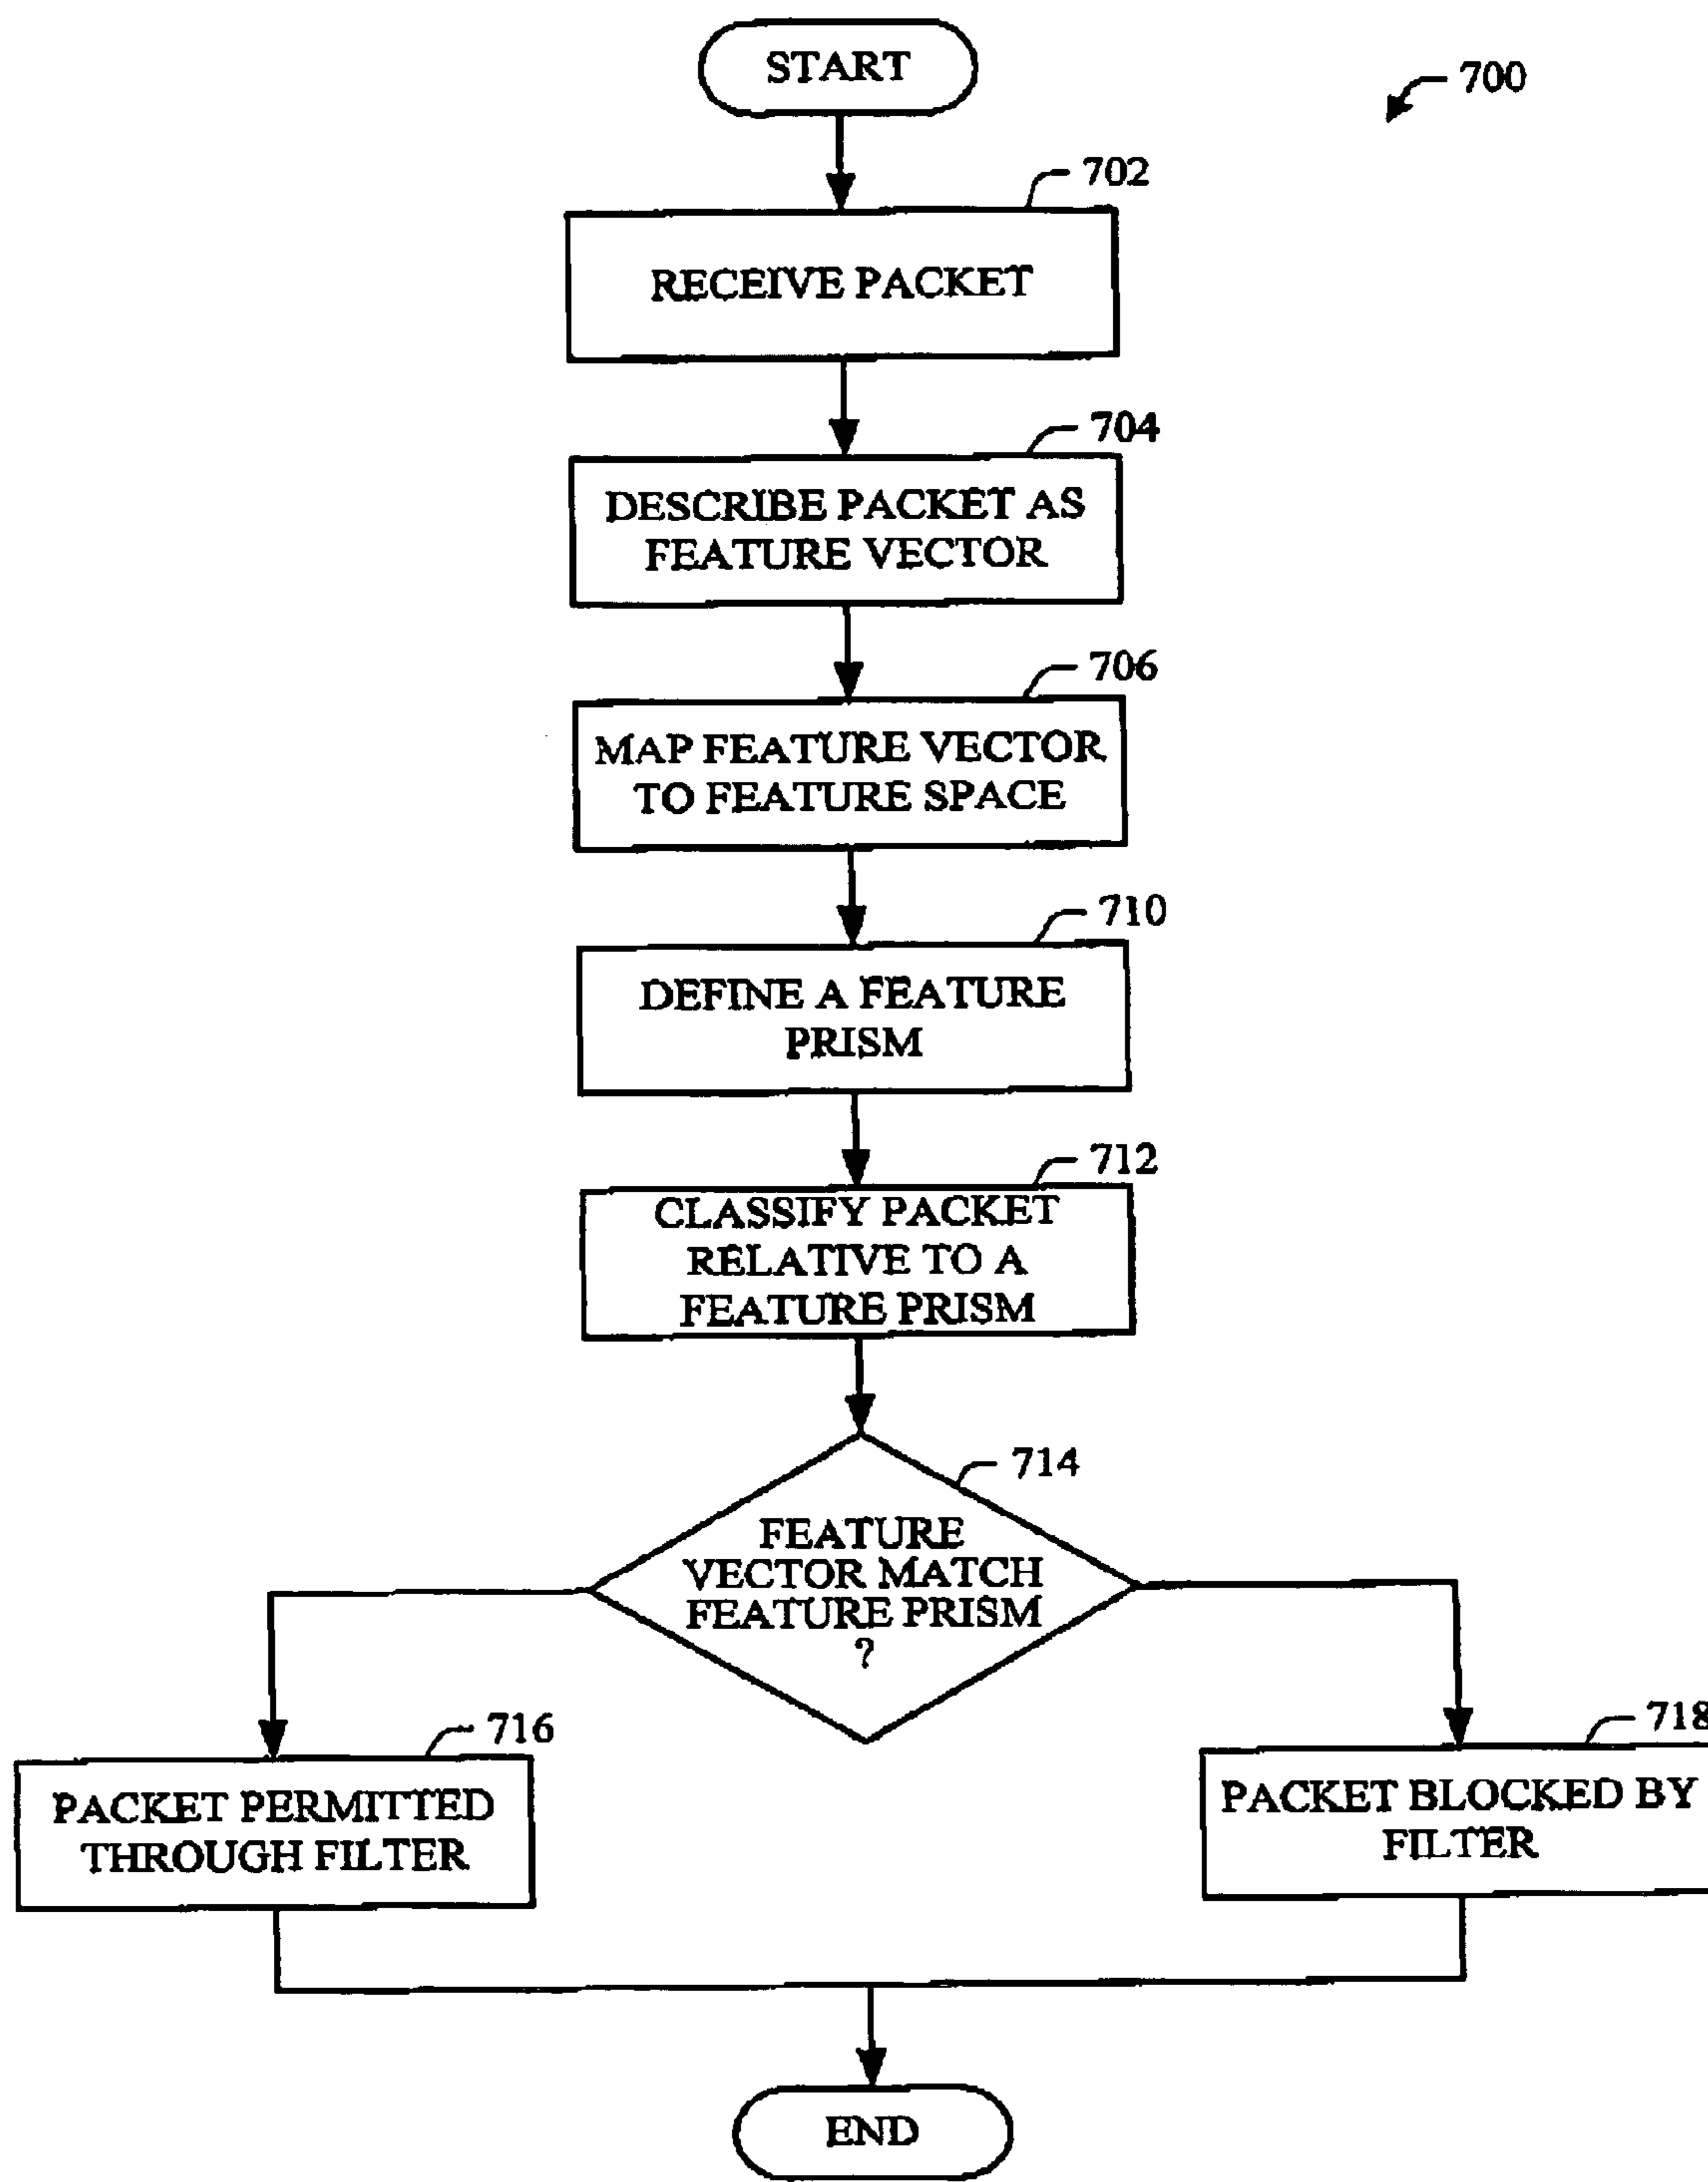 START
700
702
RECEIVE PACKET
704
DESCRIBE PACKET AS
FEATURE VECTOR
706
MAP FEATURE VECTOR
TO FEATURE SPACE
710
DEFINE A FEATURE
PRISM
712
CLASSIFY PACKET
RELATIVE TO A
FEATURE PRISM
714
FEATURE
VECTOR MATCH
FEATURE PRISM
?
716
PACKET PERMITTED
THROUGH FILTER
718
PACKET BLOCKED BY
FILTER
END